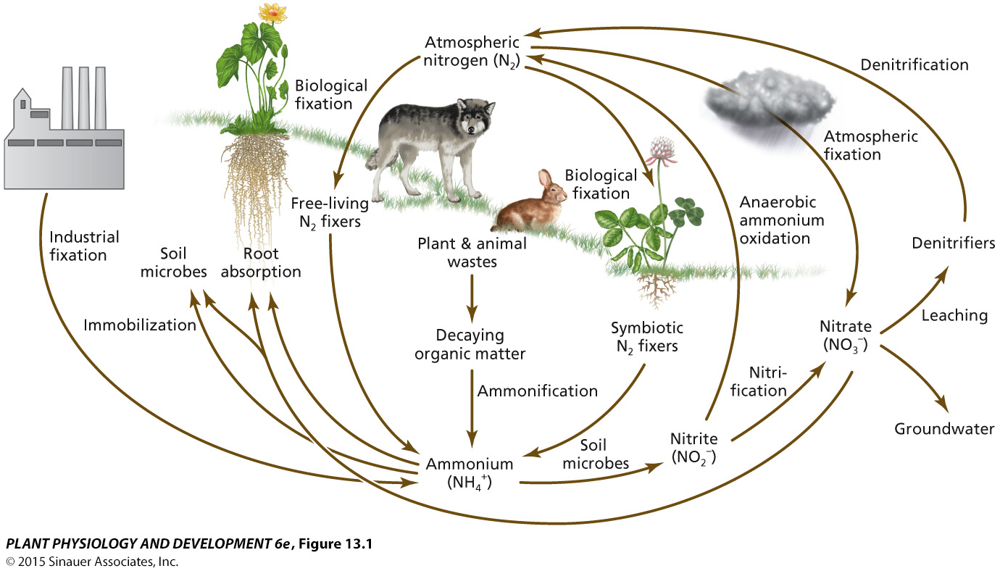 Atmospheric
nitrogen (N₂)
Denitrification
Biological
fixation
Atmospheric
fixation
Biological
fixation
Free-living
N₂ fixers
Anaerobic
ammonium
oxidation
Industrial
fixation
Soil
microbes
Root
absorption
Plant & animal
wastes
Denitrifiers
Immobilization
Decaying
organic matter
Symbiotic
N₂ fixers
Nitrate
(NO₃⁻)
Leaching
Ammonification
Nitri-
fication
Groundwater
Ammonium
(NH₄⁺)
Soil
microbes
Nitrite
(NO₂⁻)
PLANT PHYSIOLOGY AND DEVELOPMENT 6e, Figure 13.1
© 2015 Sinauer Associates, Inc.